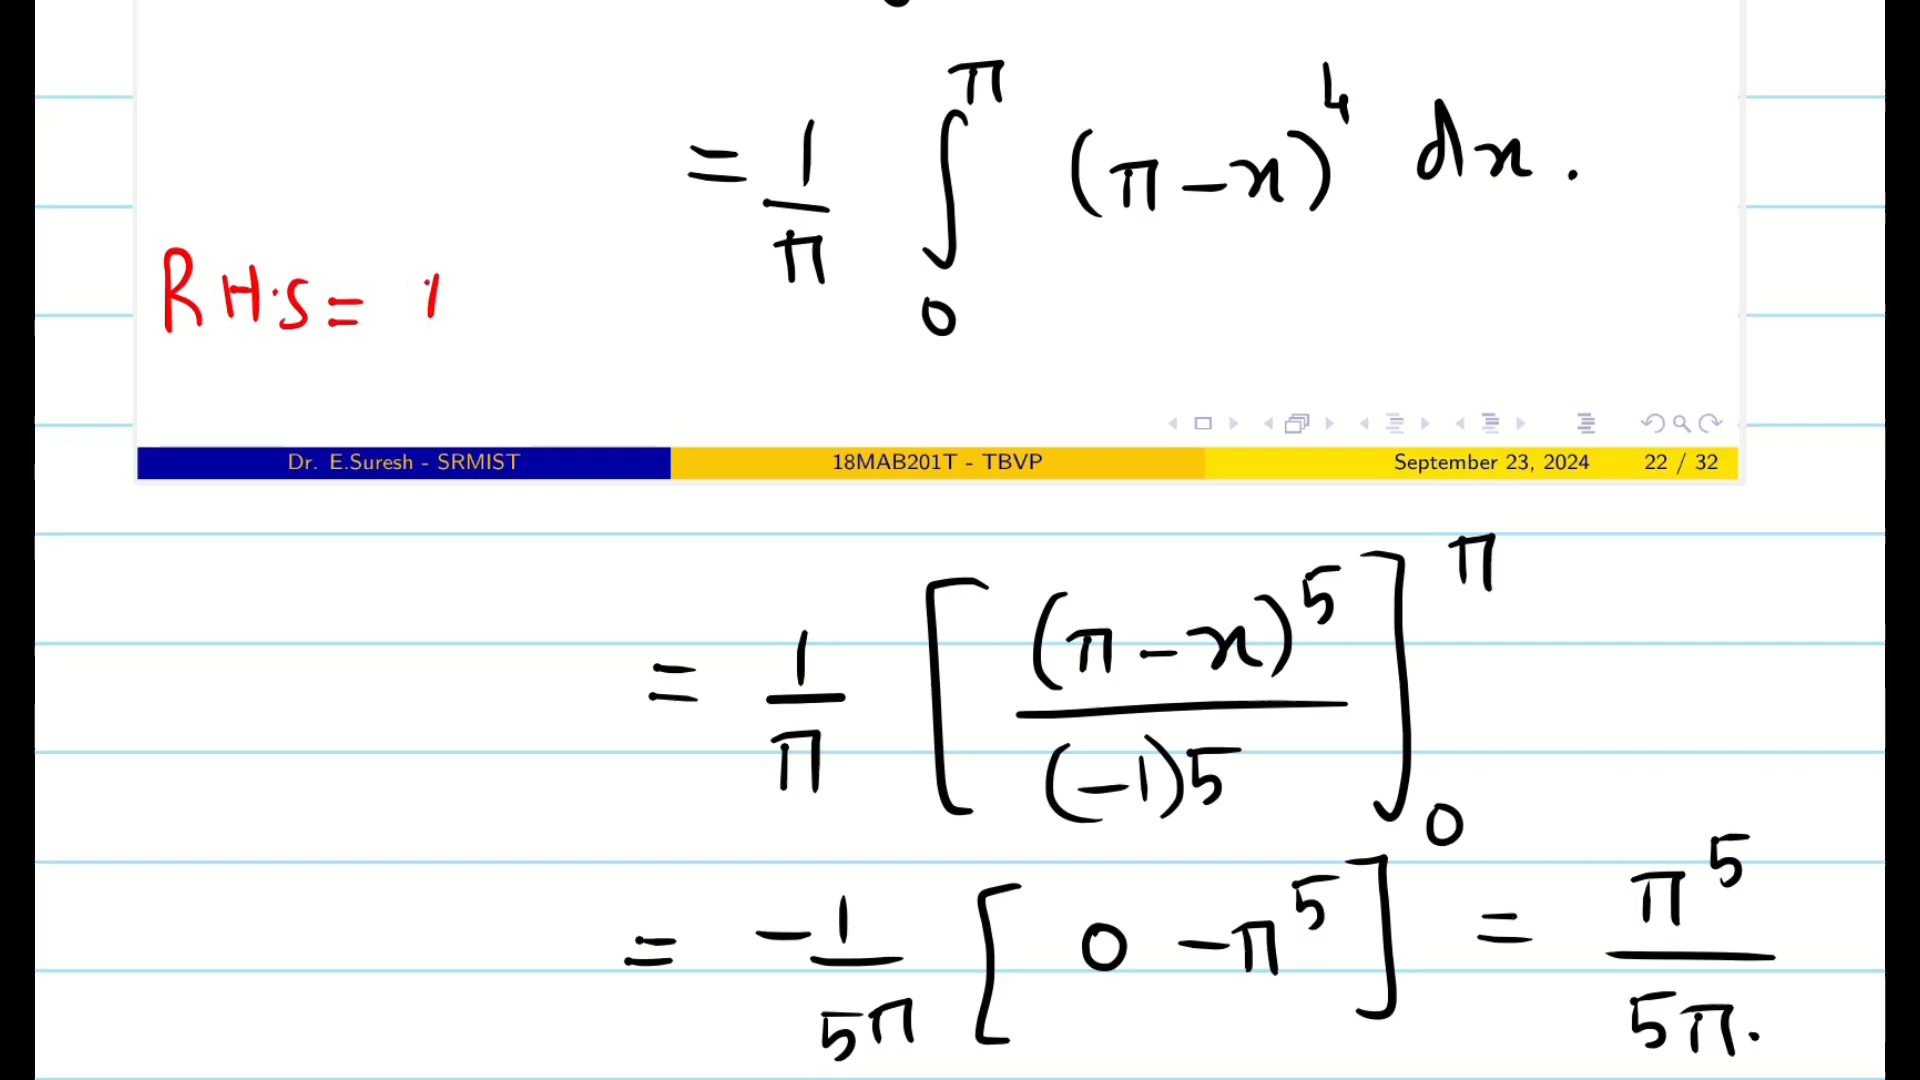 = 1/π ∫₀^π (π-x)⁴ dx.
RH.S = 1
Dr. E.Suresh - SRMIST 18MAB201T - TBVP September 23, 2024 22 / 32
= 1/π [ (π-x)⁵ / (-1)5 ]₀^π
= -1/5π [ 0 - π⁵ ] = π⁵/5π.